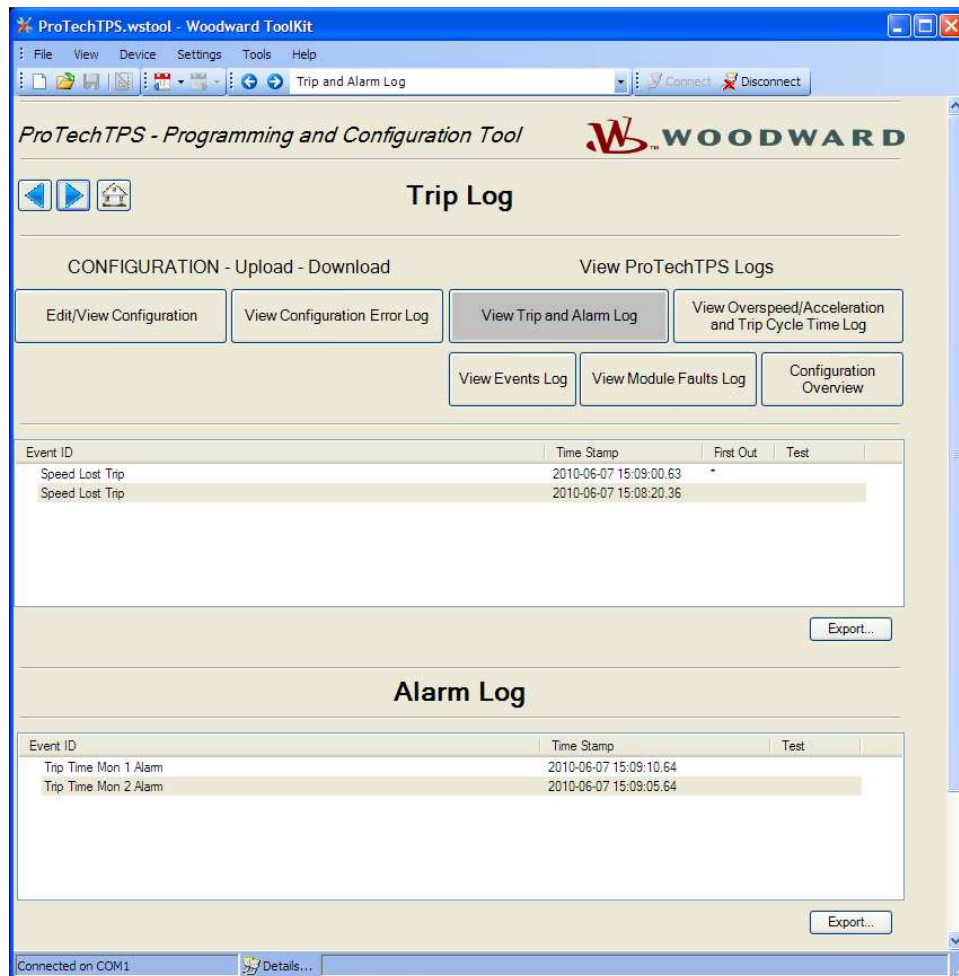 ProTechTPS.wstool - Woodward ToolKit
File View Device Settings Tools Help
Trip and Alarm Log Connect Disconnect
ProTechTPS - Programming and Configuration Tool
WOODWARD
Trip Log
CONFIGURATION - Upload - Download
View ProTechTPS Logs
Edit/View Configuration
View Configuration Error Log
View Trip and Alarm Log
View Overspeed/Acceleration
and Trip Cycle Time Log
View Events Log
View Module Faults Log
Configuration
Overview
Event ID Time Stamp First Out Test
Speed Lost Trip 2010-06-07 15:09:00.63 *
Speed Lost Trip 2010-06-07 15:08:20.36
Export...
Alarm Log
Event ID Time Stamp Test
Trip Time Mon 1 Alarm 2010-06-07 15:09:10.64
Trip Time Mon 2 Alarm 2010-06-07 15:09:05.64
Export...
Connected on COM1 Details...